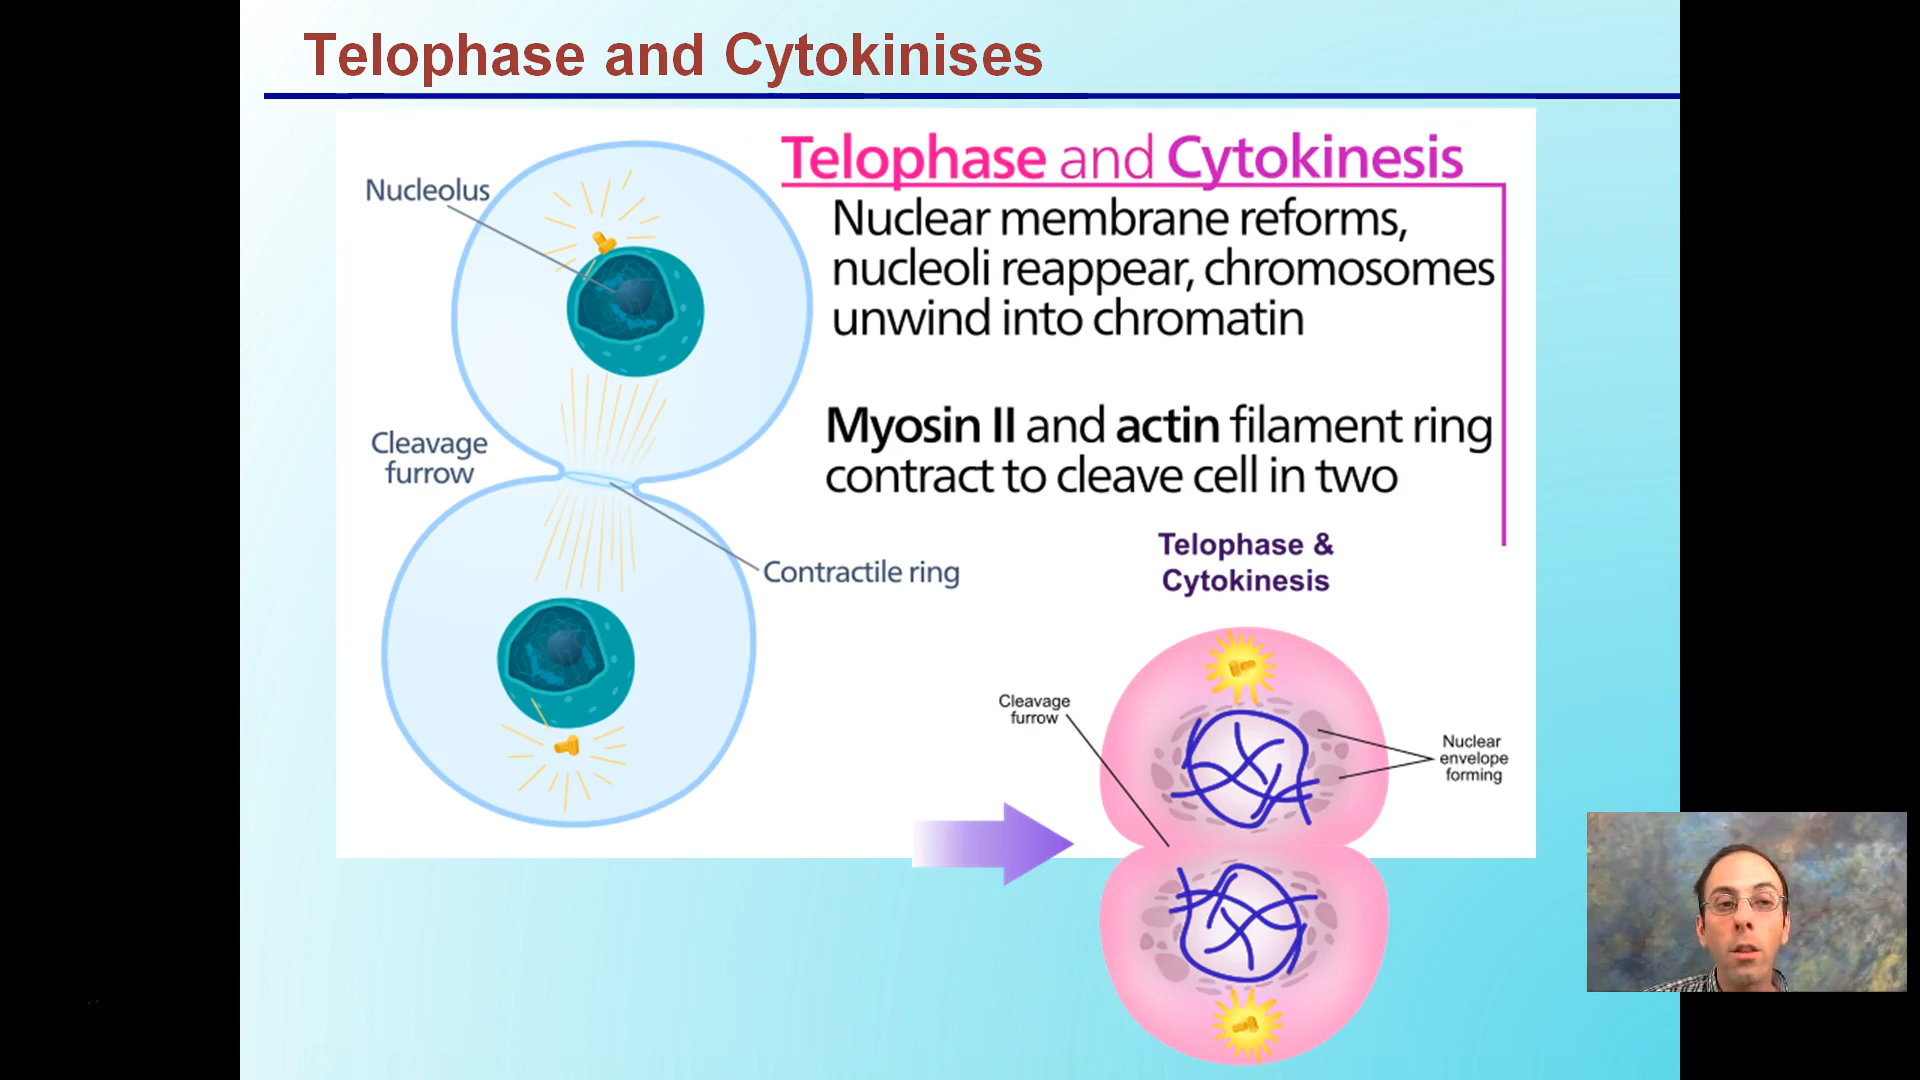 Telophase and Cytokinises
Telophase and Cytokinesis
Nucleolus
Nuclear membrane reforms,
nucleoli reappear, chromosomes
unwind into chromatin
Myosin II and actin filament ring
contract to cleave cell in two
Cleavage
furrow
Contractile ring
Telophase &
Cytokinesis
Cleavage
furrow
Nuclear
envelope
forming